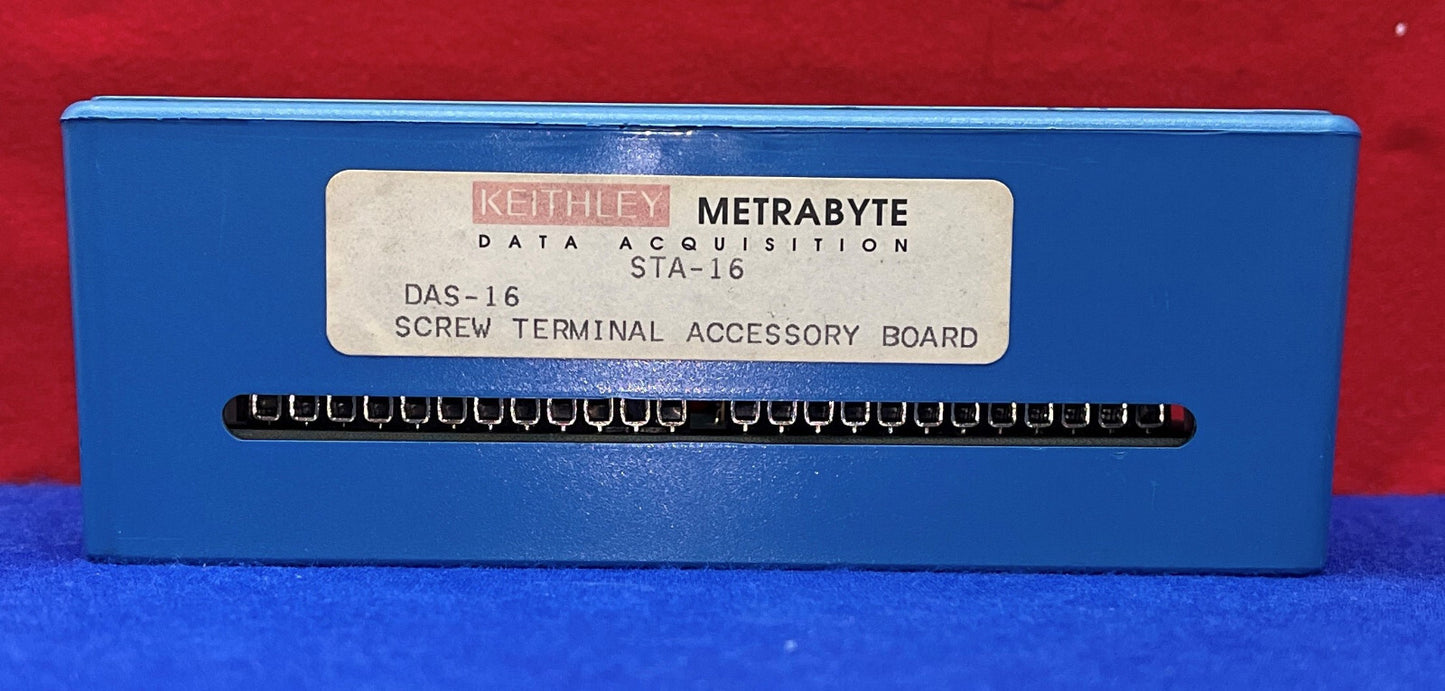 KEITHLEY METRABYTE
DATA ACQUISITION
STA-16
DAS-16
SCREW TERMINAL ACCESSORY BOARD